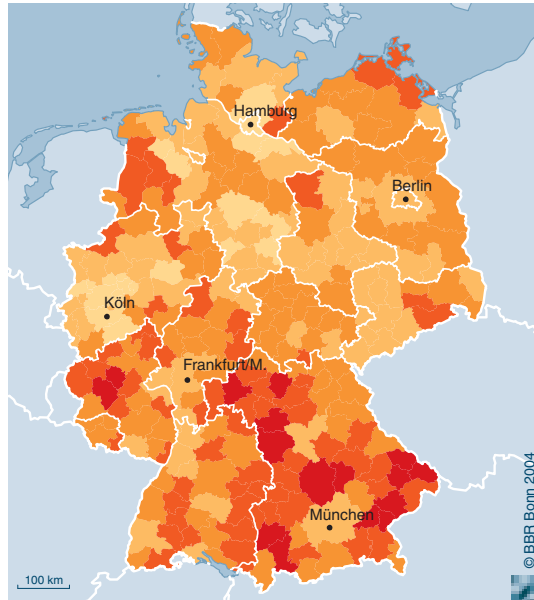 Hamburg
Berlin
Köln
Frankfurt/M.
München
100 km
© BBR Bonn 2004